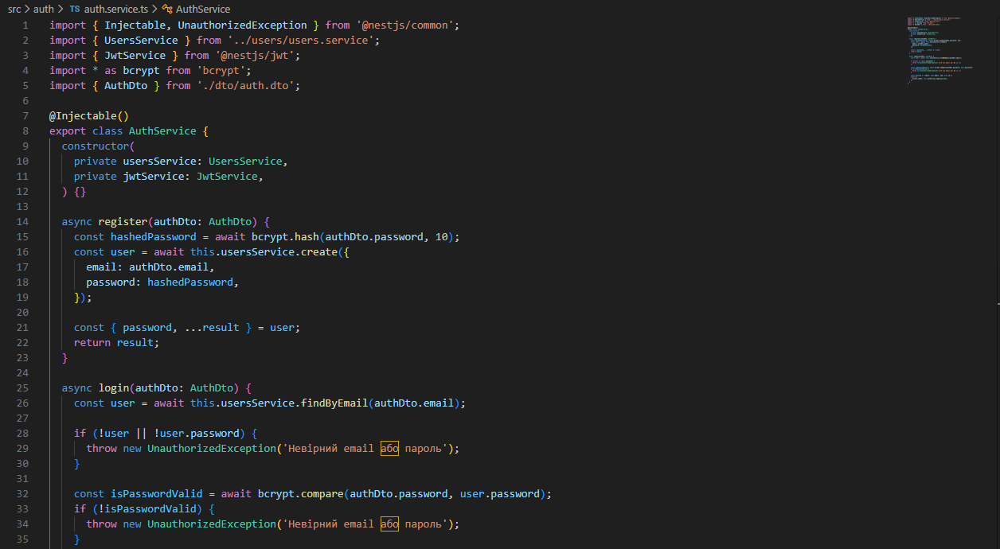 src > auth > TS auth.service.ts > AuthService
1 import { Injectable, UnauthorizedException } from '@nestjs/common';
2 import { UsersService } from '../users/users.service';
3 import { JwtService } from '@nestjs/jwt';
4 import * as bcrypt from 'bcrypt';
5 import { AuthDto } from './dto/auth.dto';
6
7 @Injectable()
8 export class AuthService {
9   constructor(
10     private usersService: UsersService,
11     private jwtService: JwtService,
12   ) {}
13
14   async register(authDto: AuthDto) {
15     const hashedPassword = await bcrypt.hash(authDto.password, 10);
16     const user = await this.usersService.create({
17       email: authDto.email,
18       password: hashedPassword,
19     });
20
21     const { password, ...result } = user;
22     return result;
23   }
24
25   async login(authDto: AuthDto) {
26     const user = await this.usersService.findByEmail(authDto.email);
27
28     if (!user || !user.password) {
29       throw new UnauthorizedException('Невірний email або пароль');
30     }
31
32     const isPasswordValid = await bcrypt.compare(authDto.password, user.password);
33     if (!isPasswordValid) {
34       throw new UnauthorizedException('Невірний email або пароль');
35     }